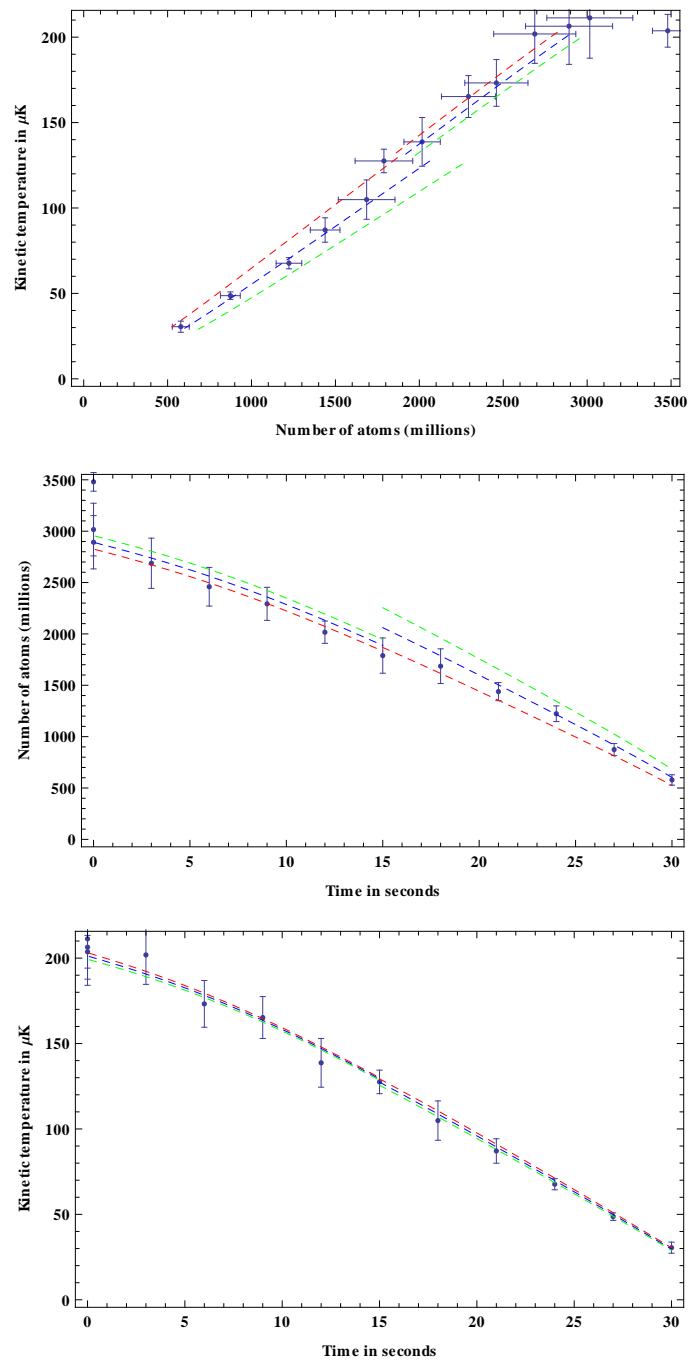 Kinetic temperature in μK
200
150
100
50
0
0 500 1000 1500 2000 2500 3000 3500
Number of atoms (millions)
Number of atoms (millions)
3500
3000
2500
2000
1500
1000
500
0
0 5 10 15 20 25 30
Time in seconds
Kinetic temperature in μK
200
150
100
50
0
0 5 10 15 20 25 30
Time in seconds